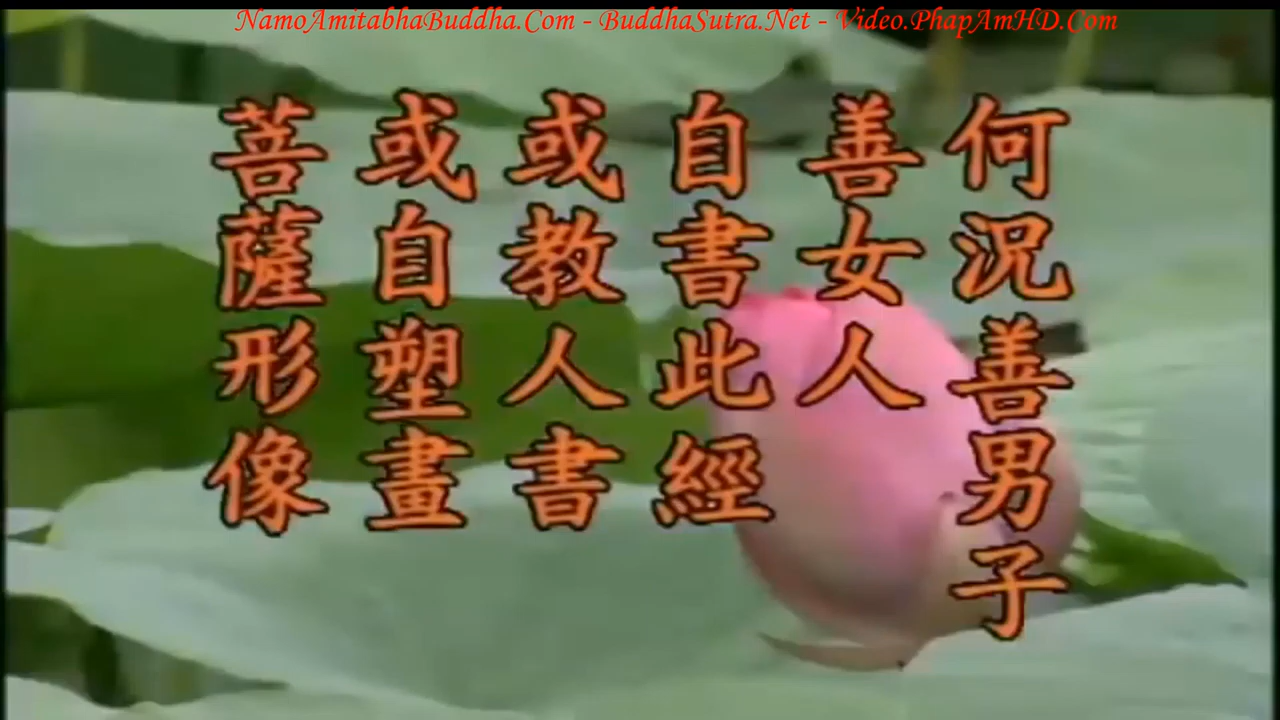 NamoAmitabhaBuddha.Com - BuddhaSutra.Net - Video.PhapAmHD.Com
何況善男子
善女人
自書此經
或教人書
或自塑畫
菩薩形像